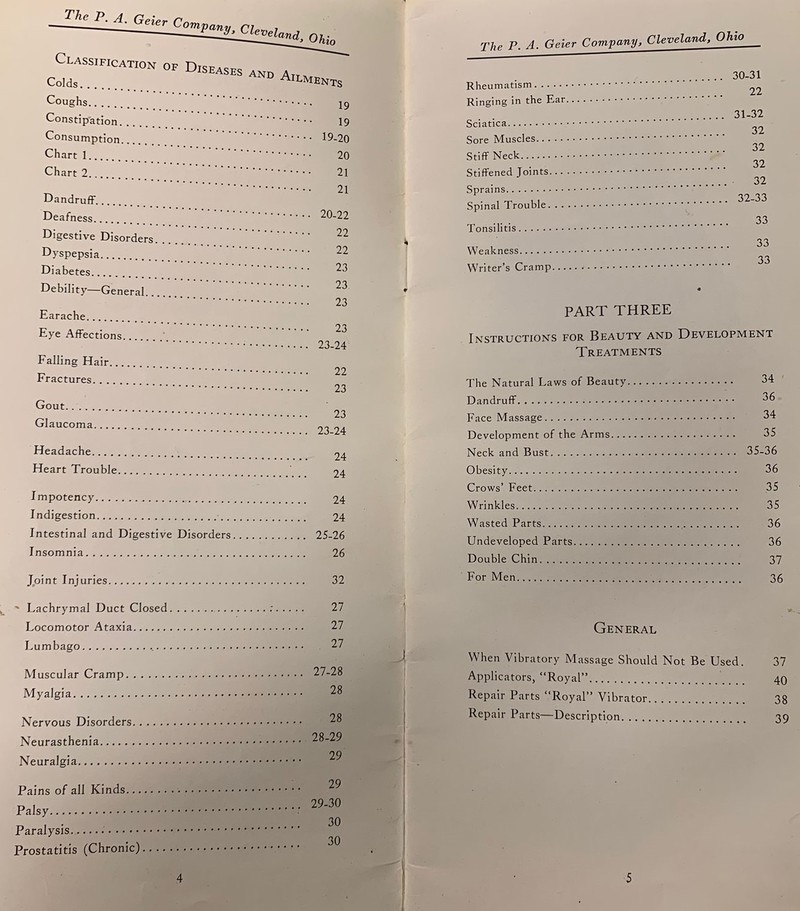 The P. A. Geier Company, Cleveland, Ohio
Classification of Diseases and Ailments
Colds........ 19
Coughs........ 19
Constipation........ 19-20
Consumption........ 20
Chart 1........ 21
Chart 2........ 21
Dandruff........ 20-22
Deafness........ 22
Digestive Disorders........ 22
Dyspepsia........ 23
Diabetes........ 23
Debility—General........ 23
Earache........ 23
Eye Affections........ 23-24
Falling Hair........ 22
Fractures........ 23
Gout........ 23
Glaucoma........ 23-24
Headache........ 24
Heart Trouble........ 24
Impotency........ 24
Indigestion........ 24
Intestinal and Digestive Disorders........ 25-26
Insomnia........ 26
Joint Injuries........ 32
Lachrymal Duct Closed........ 27
Locomotor Ataxia........ 27
Lumbago........ 27
Muscular Cramp........ 27-28
Myalgia........ 28
Nervous Disorders........ 28
Neurasthenia........ 28-29
Neuralgia........ 29
Pains of all Kinds........ 29
Palsy........ 29-30
Paralysis........ 30
Prostatitis (Chronic)........ 30
4
The P. A. Geier Company, Cleveland, Ohio
Rheumatism........ 30-31
Ringing in the Ear........ 22
Sciatica........ 31-32
Sore Muscles........ 32
Stiff Neck........ 32
Stiffened Joints........ 32
Sprains........ 32
Spinal Trouble........ 32-33
Tonsilitis........ 33
Weakness........ 33
Writer's Cramp........ 33
PART THREE
Instructions for Beauty and Development
Treatments
The Natural Laws of Beauty........ 34
Dandruff........ 36
Face Massage........ 34
Development of the Arms........ 35
Neck and Bust........ 35-36
Obesity........ 36
Crows' Feet........ 35
Wrinkles........ 35
Wasted Parts........ 36
Undeveloped Parts........ 36
Double Chin........ 37
For Men........ 36
General
When Vibratory Massage Should Not Be Used. 37
Applicators, "Royal"........ 40
Repair Parts "Royal" Vibrator........ 38
Repair Parts—Description........ 39
5